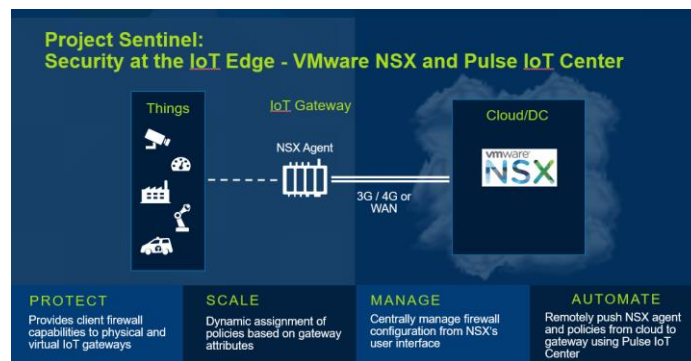 Project Sentinel:
Security at the IoT Edge - VMware NSX and Pulse IoT Center
Things
IoT Gateway
Cloud/DC
NSX Agent
vmware
NSX
3G / 4G or
WAN
PROTECT
Provides client firewall
capabilities to physical and
virtual IoT gateways
SCALE
Dynamic assignment of
policies based on gateway
attributes
MANAGE
Centrally manage firewall
configuration from NSX's
user interface
AUTOMATE
Remotely push NSX agent
and policies from cloud to
gateway using Pulse IoT
Center